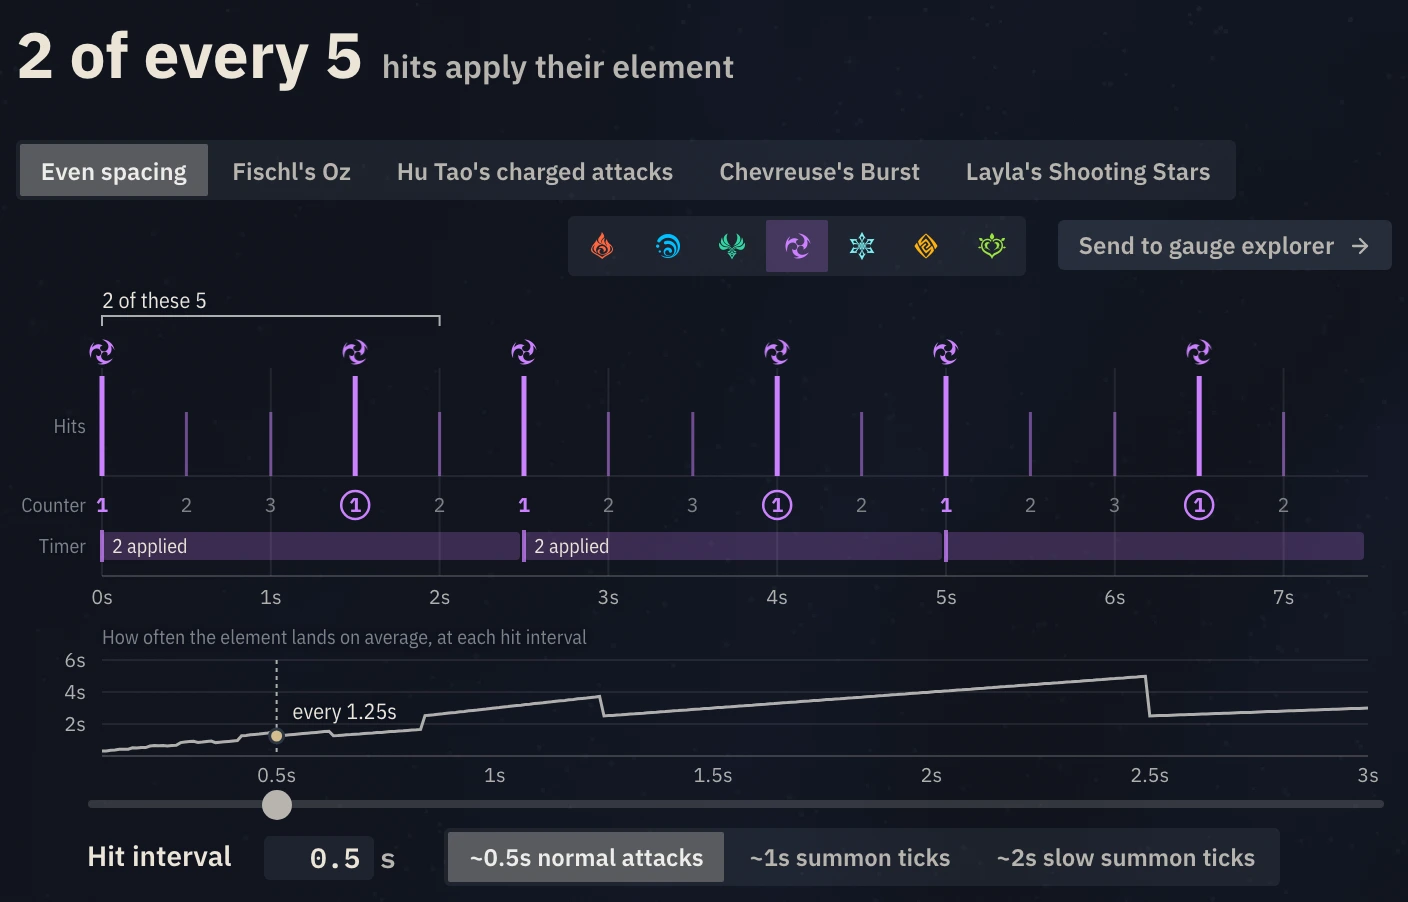 2 of every 5 hits apply their element
Even spacing Fischl's Oz Hu Tao's charged attacks Chevreuse's Burst Layla's Shooting Stars
Send to gauge explorer →
2 of these 5
Hits
Counter 1 2 3 1 2 1 2 3 1 2 1 2 3 1 2
Timer 2 applied 2 applied
0s 1s 2s 3s 4s 5s 6s 7s
How often the element lands on average, at each hit interval
6s
4s
every 1.25s
2s
0.5s 1s 1.5s 2s 2.5s 3s
Hit interval 0.5 s ~0.5s normal attacks ~1s summon ticks ~2s slow summon ticks